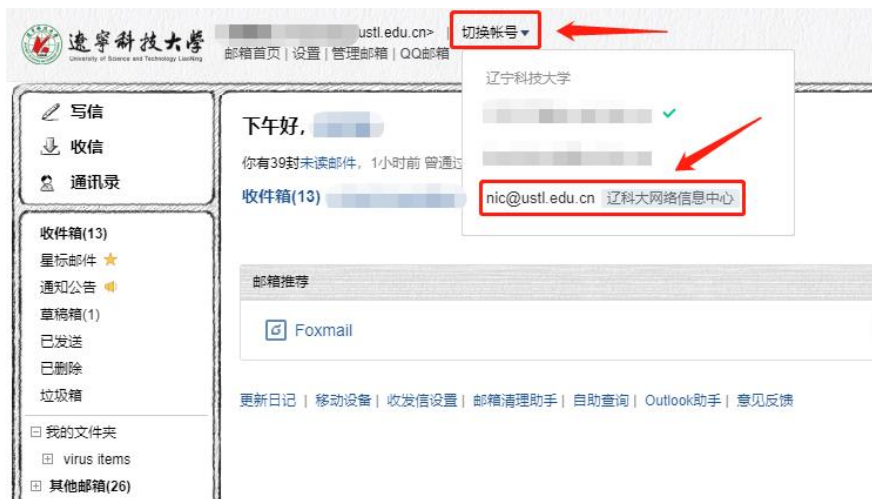 遼寧科技大學
University of Science and Technology LiaoNing
ustl.edu.cn> | 切换帐号▾
邮箱首页 | 设置 | 管理邮箱 | QQ邮箱
辽宁科技大学
nic@ustl.edu.cn 辽科大网络信息中心
写信
收信
通讯录
下午好,
你有39封未读邮件，1小时前 曾通过
收件箱(13)
收件箱(13)
星标邮件
通知公告
草稿箱(1)
已发送
已删除
垃圾箱
我的文件夹
virus items
其他邮箱(26)
邮箱推荐
Foxmail
更新日记 | 移动设备 | 收发信设置 | 邮箱清理助手 | 自助查询 | Outlook助手 | 意见反馈